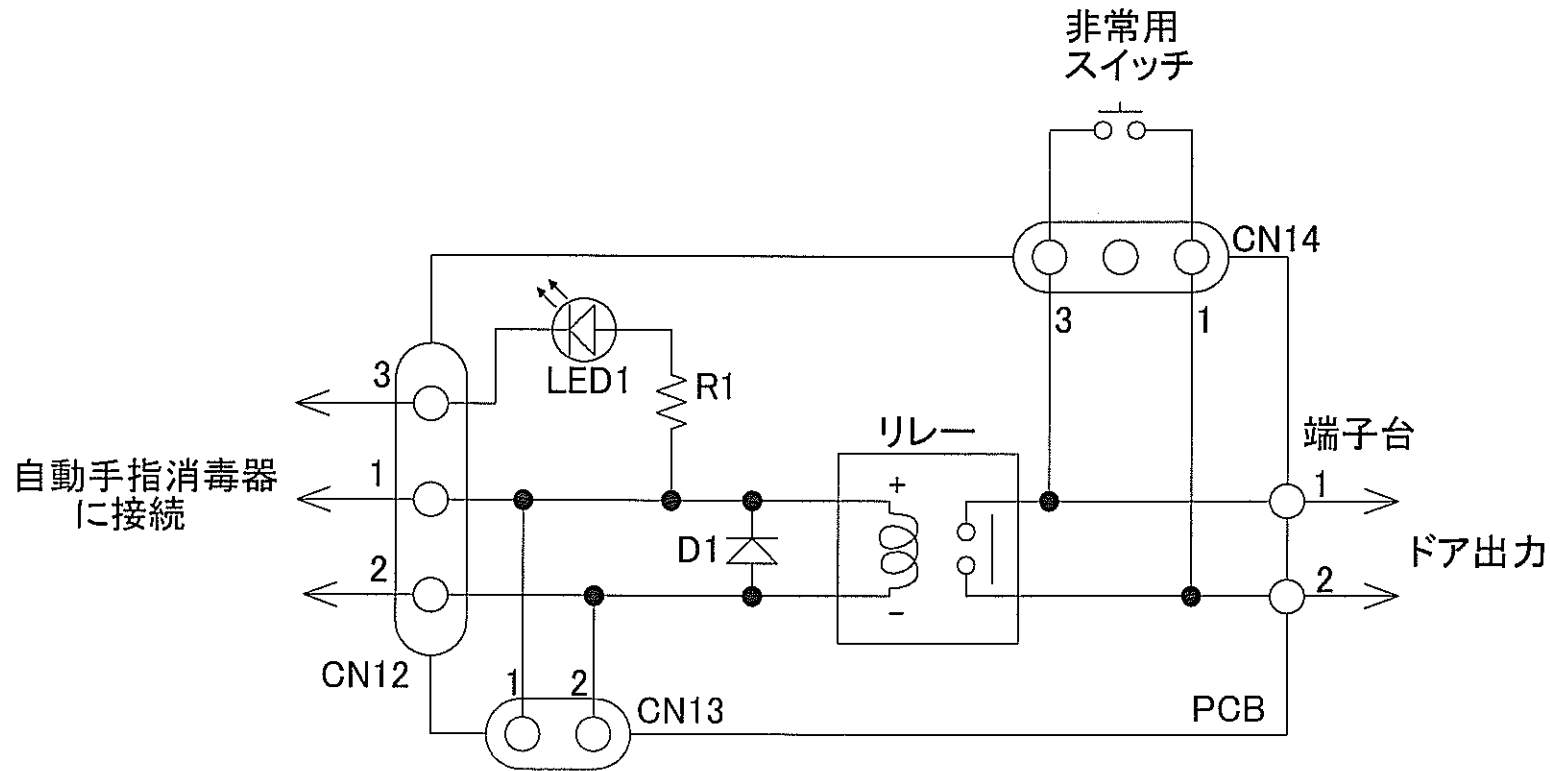 非常用
スイッチ
CN14
3
1
LED1
R1
3
1
2
自動手指消毒器
に接続
リレー
+
-
D1
端子台
1
2
ドア出力
CN12
1
2
CN13
PCB